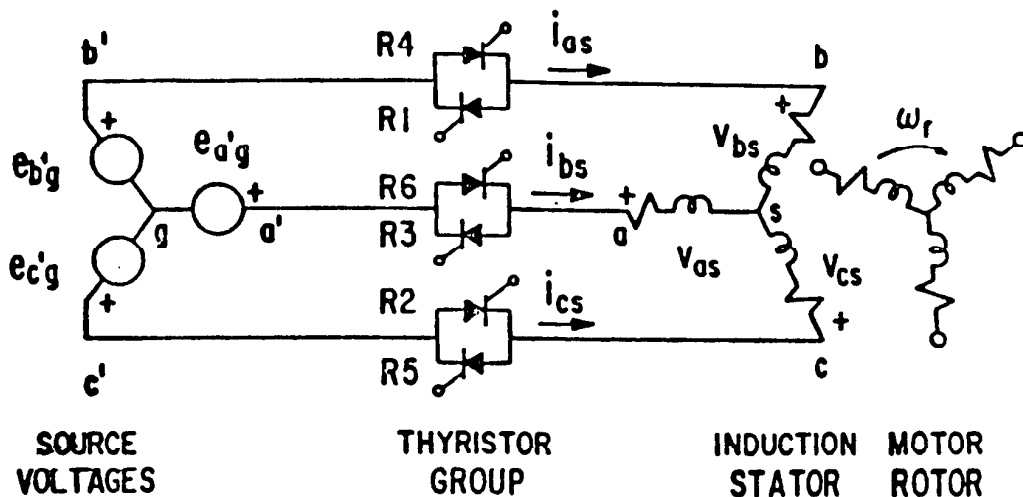 R4
i_as
b'
b
R1
+
+
e_b'g
e_a'g
v_bs
ω_r
i_bs
+
R6
+
g
a'
R3
a
s
e_c'g
v_as
v_cs
+
R2
i_cs
+
c'
R5
c
SOURCE VOLTAGES
THYRISTOR GROUP
INDUCTION STATOR
MOTOR ROTOR